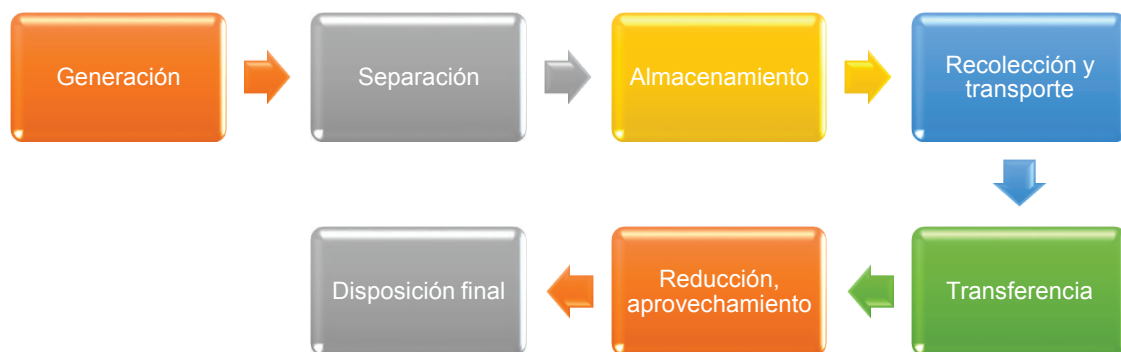 Generación
Separación
Almacenamiento
Recolección y
transporte
Transferencia
Reducción,
aprovechamiento
Disposición final